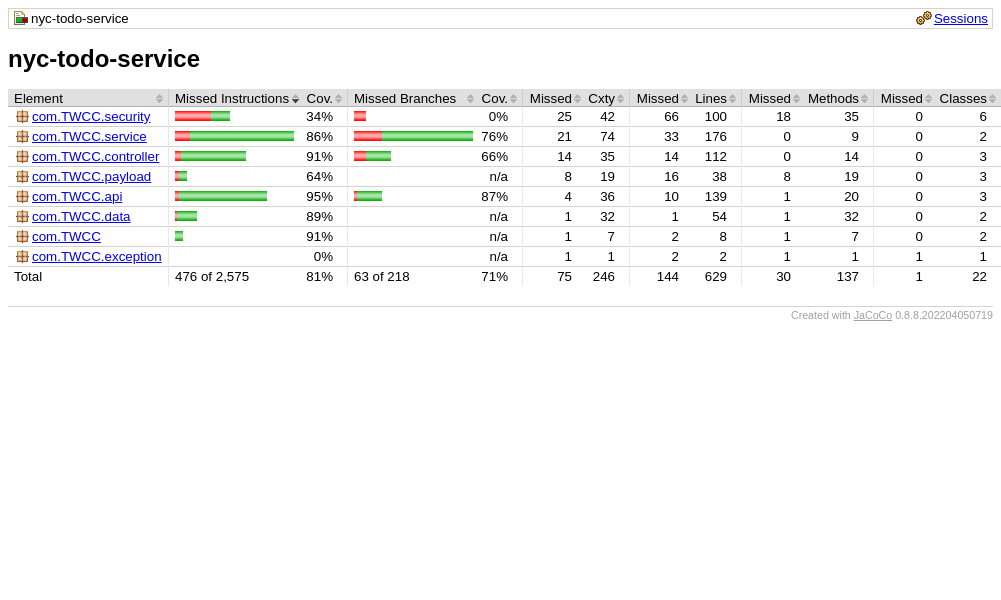 nyc-todo-service Sessions
nyc-todo-service
Element Missed Instructions Cov. Missed Branches Cov. Missed Cxty Missed Lines Missed Methods Missed Classes
com.TWCC.security 34% 0% 25 42 66 100 18 35 0 6
com.TWCC.service 86% 76% 21 74 33 176 0 9 0 2
com.TWCC.controller 91% 66% 14 35 14 112 0 14 0 3
com.TWCC.payload 64% n/a 8 19 16 38 8 19 0 3
com.TWCC.api 95% 87% 4 36 10 139 1 20 0 3
com.TWCC.data 89% n/a 1 32 1 54 1 32 0 2
com.TWCC 91% n/a 1 7 2 8 1 7 0 2
com.TWCC.exception 0% n/a 1 1 2 2 1 1 1 1
Total 476 of 2,575 81% 63 of 218 71% 75 246 144 629 30 137 1 22
Created with JaCoCo 0.8.8.202204050719